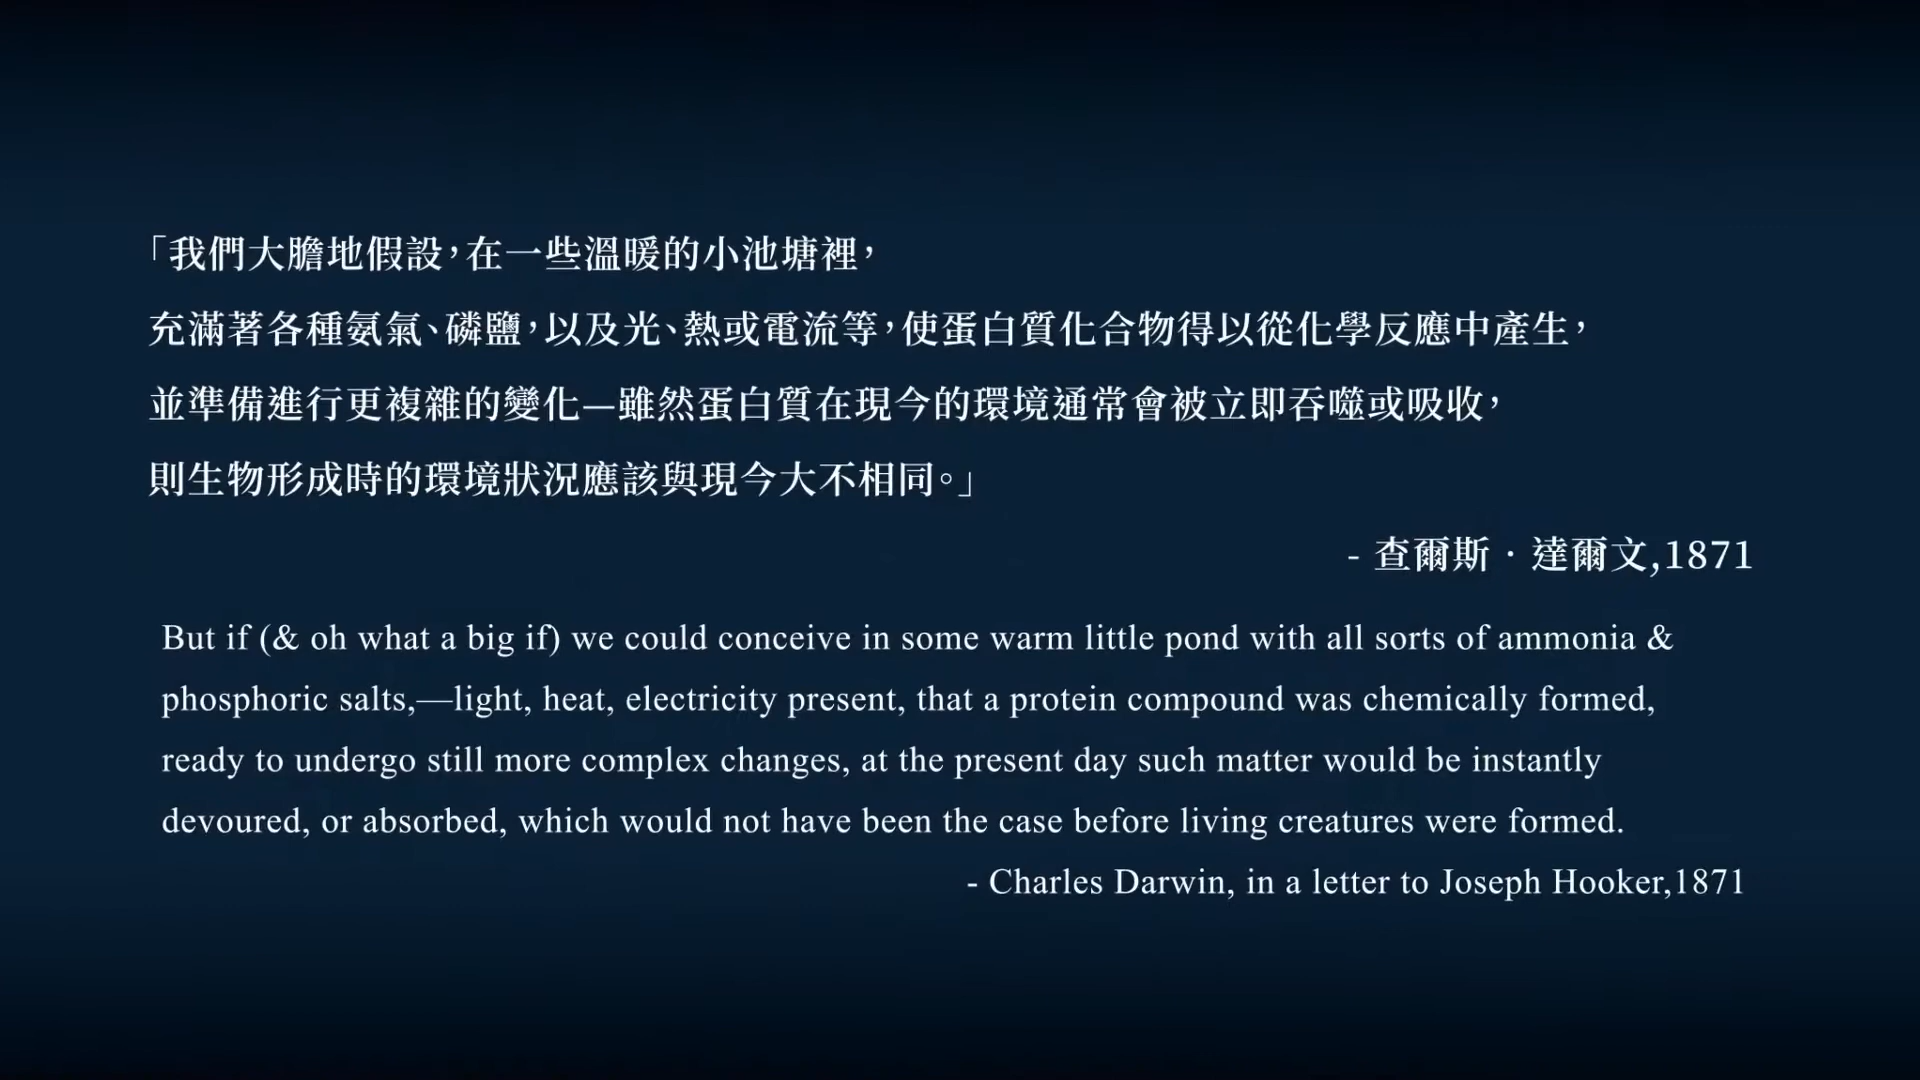 「我們大膽地假設，在一些溫暖的小池塘裡，
充滿著各種氨氣、磷鹽，以及光、熱或電流等，使蛋白質化合物得以從化學反應中產生，
並準備進行更複雜的變化—雖然蛋白質在現今的環境通常會被立即吞噬或吸收，
則生物形成時的環境狀況應該與現今大不相同。」
- 查爾斯．達爾文,1871
But if (& oh what a big if) we could conceive in some warm little pond with all sorts of ammonia &
phosphoric salts,—light, heat, electricity present, that a protein compound was chemically formed,
ready to undergo still more complex changes, at the present day such matter would be instantly
devoured, or absorbed, which would not have been the case before living creatures were formed.
- Charles Darwin, in a letter to Joseph Hooker,1871